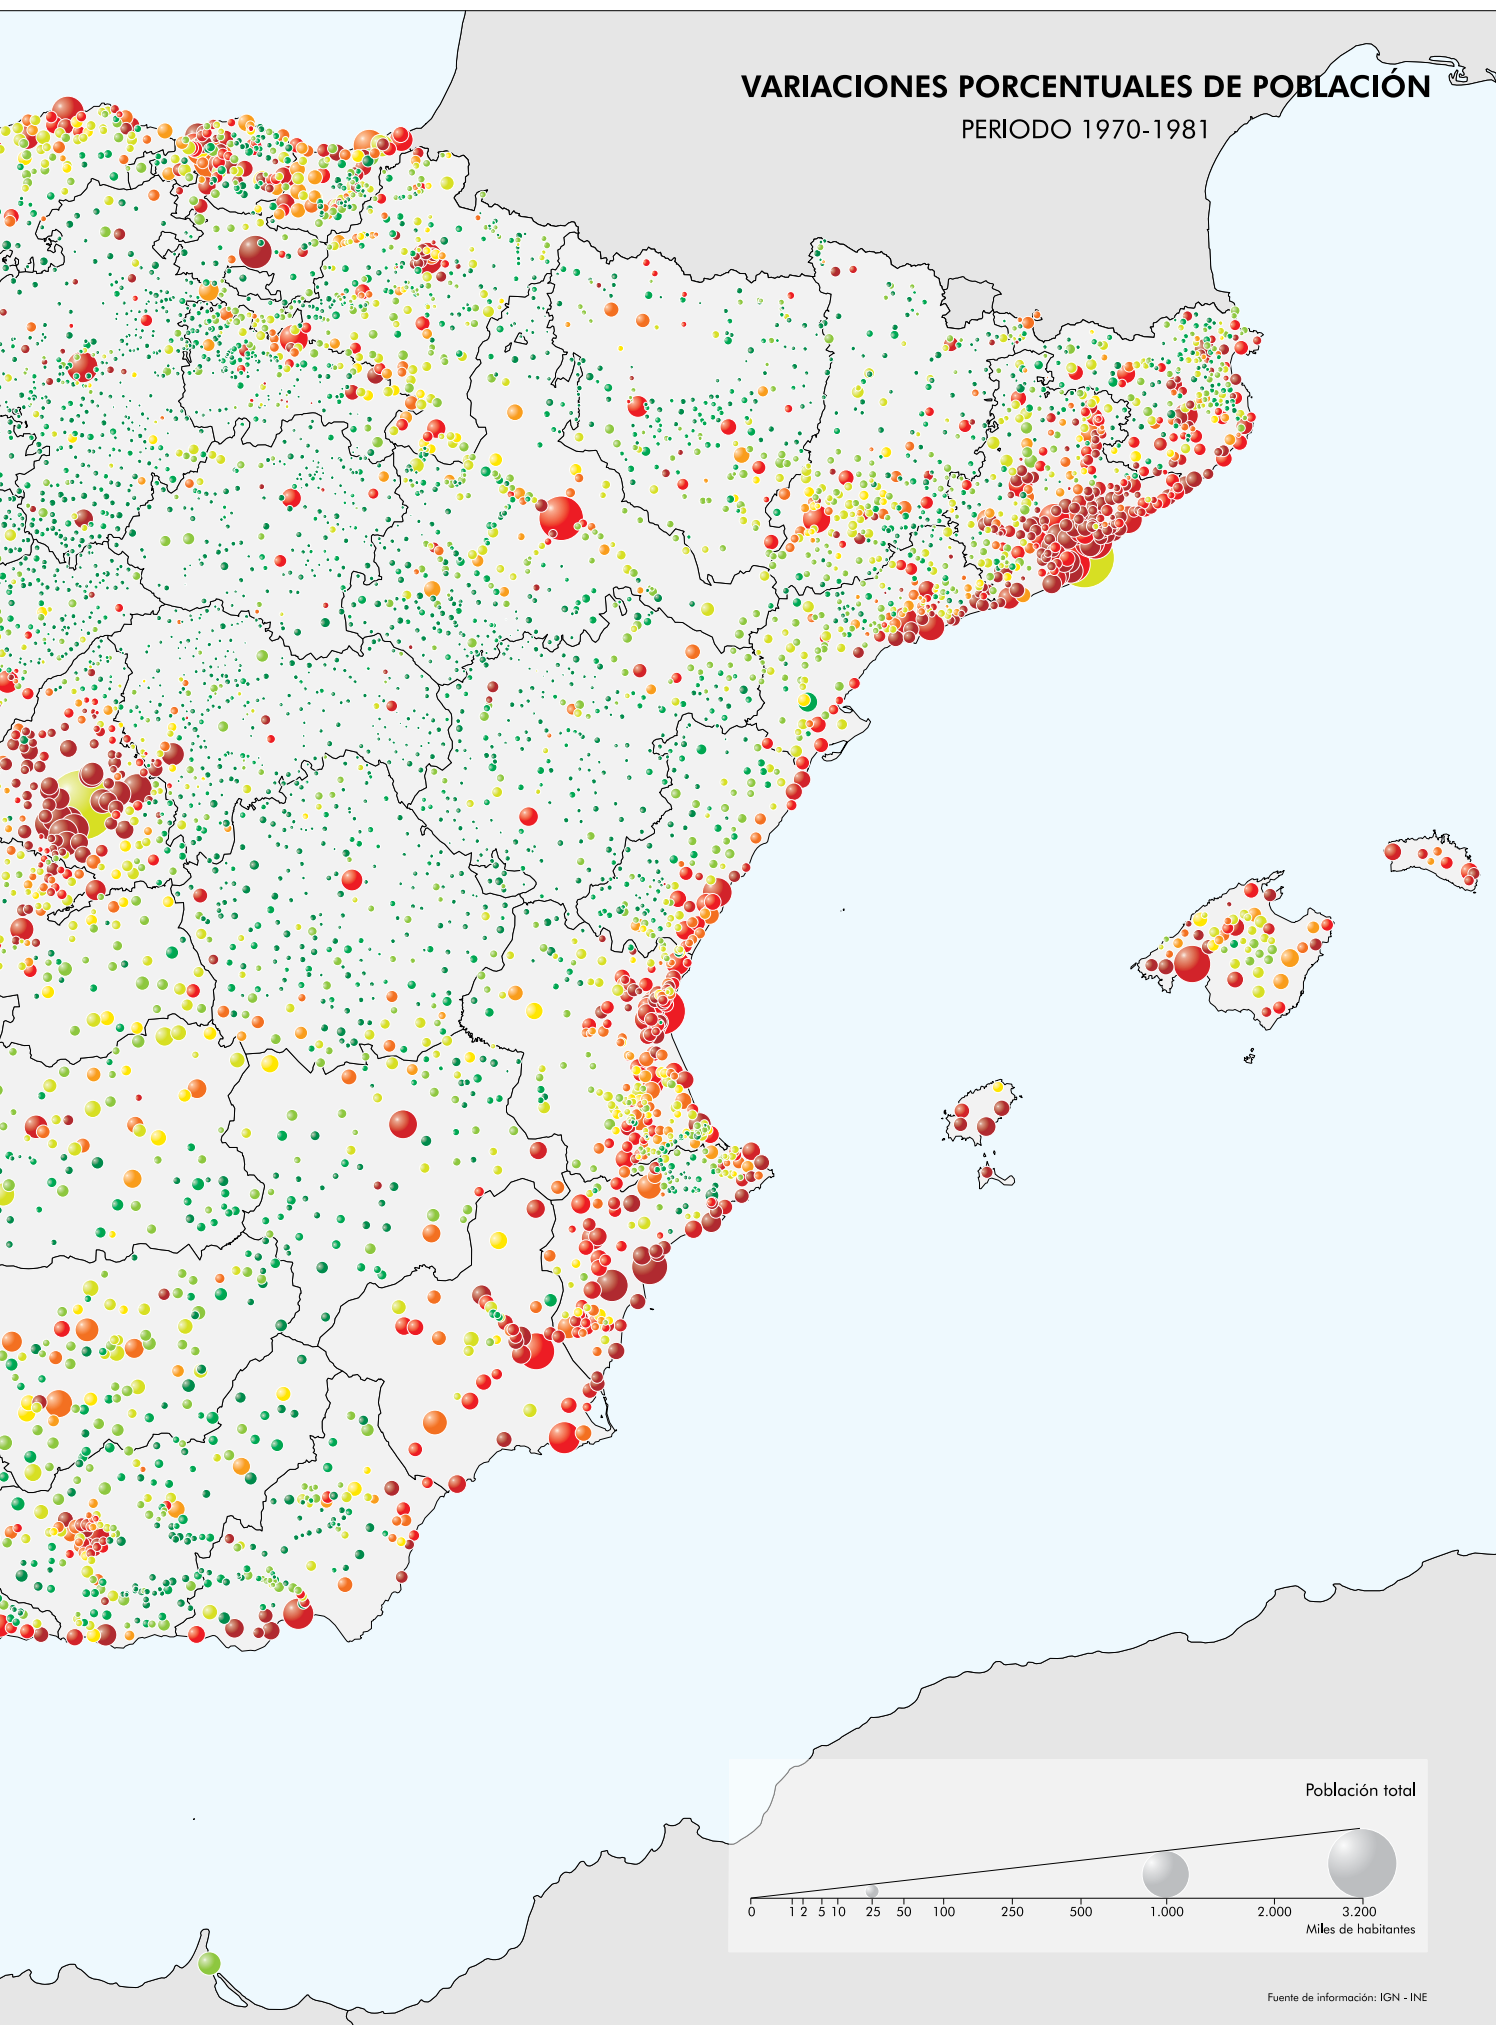 VARIACIONES PORCENTUALES DE POBLACIÓN
PERIODO 1970-1981
Población total
0 1 2 5 10 25 50 100 250 500 1.000 2.000 3.200
Miles de habitantes
Fuente de información: IGN - INE